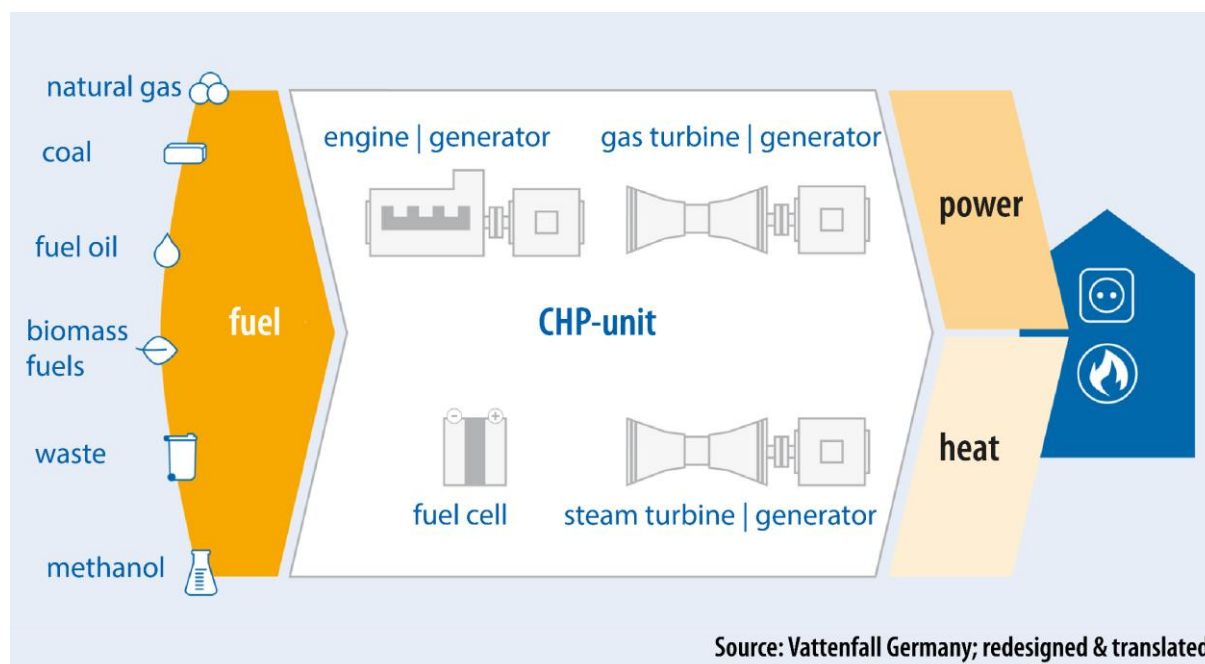 natural gas
coal
fuel oil
biomass
fuels
waste
methanol
fuel
engine | generator
gas turbine | generator
CHP-unit
fuel cell
steam turbine | generator
power
heat
Source: Vattenfall Germany; redesigned & translated